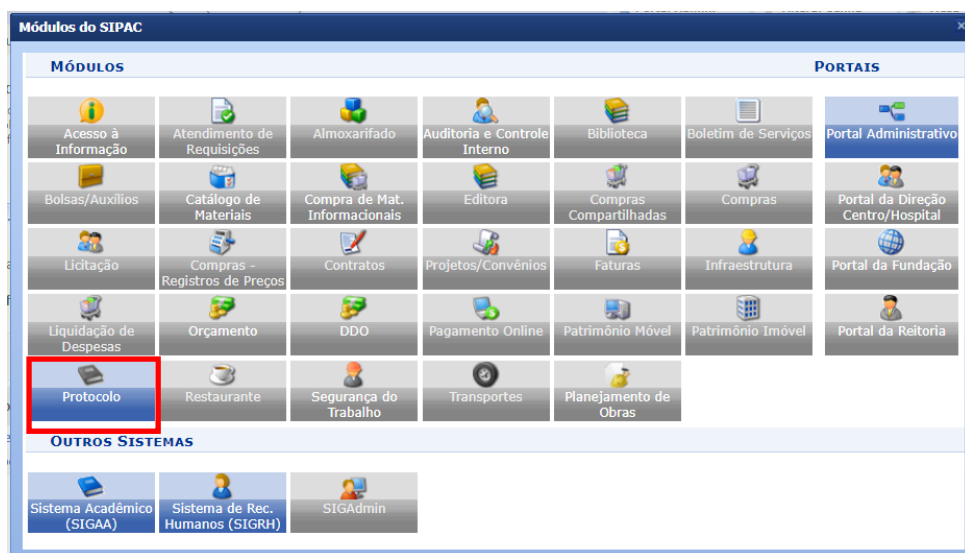 Módulos do SIPAC
MÓDULOS
PORTAIS
Acesso à
Informação
Atendimento de
Requisições
Almoxarifado
Auditoria e Controle
Interno
Biblioteca
Boletim de Serviços
Portal Administrativo
Bolsas/Auxílios
Catálogo de
Materiais
Compra de Mat.
Informacionais
Editora
Compras
Compartilhadas
Compras
Portal da Direção
Centro/Hospital
Licitação
Compras -
Registros de Preços
Contratos
Projetos/Convênios
Faturas
Infraestrutura
Portal da Fundação
Liquidação de
Despesas
Orçamento
DDO
Pagamento Online
Patrimônio Móvel
Patrimônio Imóvel
Portal da Reitoria
Protocolo
Restaurante
Segurança do
Trabalho
Transportes
Planejamento de
Obras
OUTROS SISTEMAS
Sistema Acadêmico
(SIGAA)
Sistema de Rec.
Humanos (SIGRH)
SIGAdmin